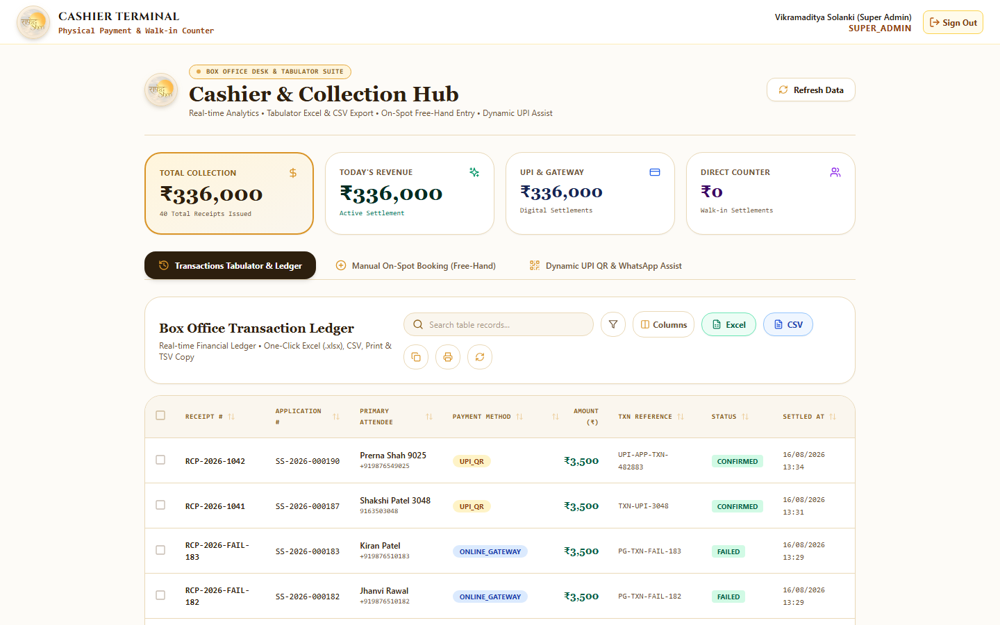 CASHIER TERMINAL
Physical Payment & Walk-in Counter
Vikramaditya Solanki (Super Admin)
SUPER_ADMIN
Sign Out
BOX OFFICE DESK & TABULATOR SUITE
Cashier & Collection Hub
Real-time Analytics • Tabulator Excel & CSV Export • On-Spot Free-Hand Entry • Dynamic UPI Assist
Refresh Data
TOTAL COLLECTION
₹336,000
40 Total Receipts Issued
TODAY'S REVENUE
₹336,000
Active Settlement
UPI & GATEWAY
₹336,000
Digital Settlements
DIRECT COUNTER
₹0
Walk-in Settlements
Transactions Tabulator & Ledger
Manual On-Spot Booking (Free-Hand)
Dynamic UPI QR & WhatsApp Assist
Box Office Transaction Ledger
Real-time Financial Ledger • One-Click Excel (.xlsx), CSV, Print &
TSV Copy
Search table records...
Columns
Excel
CSV
RECEIPT #
APPLICATION
#
PRIMARY
ATTENDEE
PAYMENT METHOD
AMOUNT
(₹)
TXN REFERENCE
STATUS
SETTLED AT
RCP-2026-1042
SS-2026-000190
Prerna Shah 9025
+919876549025
UPI_QR
₹3,500
UPI-APP-TXN-
482883
CONFIRMED
16/08/2026
13:34
RCP-2026-1041
SS-2026-000187
Shakshi Patel 3048
9163503048
UPI_QR
₹3,500
TXN-UPI-3048
CONFIRMED
16/08/2026
13:31
RCP-2026-FAIL-
183
SS-2026-000183
Kiran Patel
+919876510183
ONLINE_GATEWAY
₹3,500
PG-TXN-FAIL-183
FAILED
16/08/2026
13:29
RCP-2026-FAIL-
182
SS-2026-000182
Jhanvi Rawal
+919876510182
ONLINE_GATEWAY
₹3,500
PG-TXN-FAIL-182
FAILED
16/08/2026
13:29